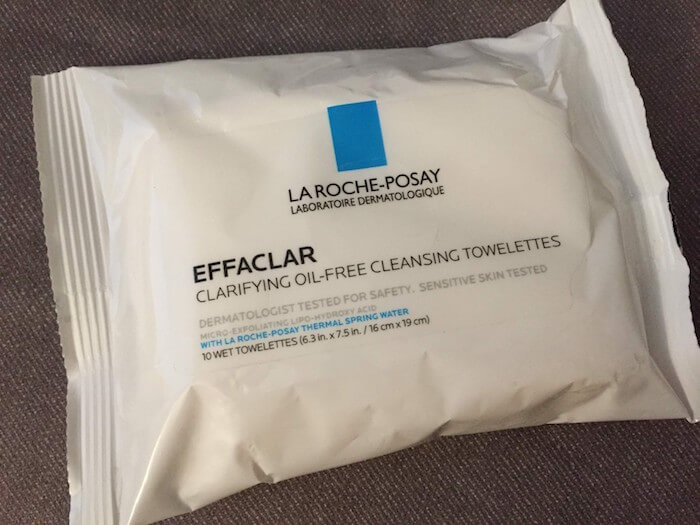 LA ROCHE-POSAY
LABORATOIRE DERMATOLOGIQUE
EFFACLAR
CLARIFYING OIL-FREE CLEANSING TOWELETTES
DERMATOLOGIST TESTED FOR SAFETY. SENSITIVE SKIN TESTED
MICRO-EXFOLIATING LIPO-HYDROXY ACID
WITH LA ROCHE-POSAY THERMAL SPRING WATER
10 WET TOWELETTES (6.3 in. x 7.5 in. / 16 cm x 19 cm)